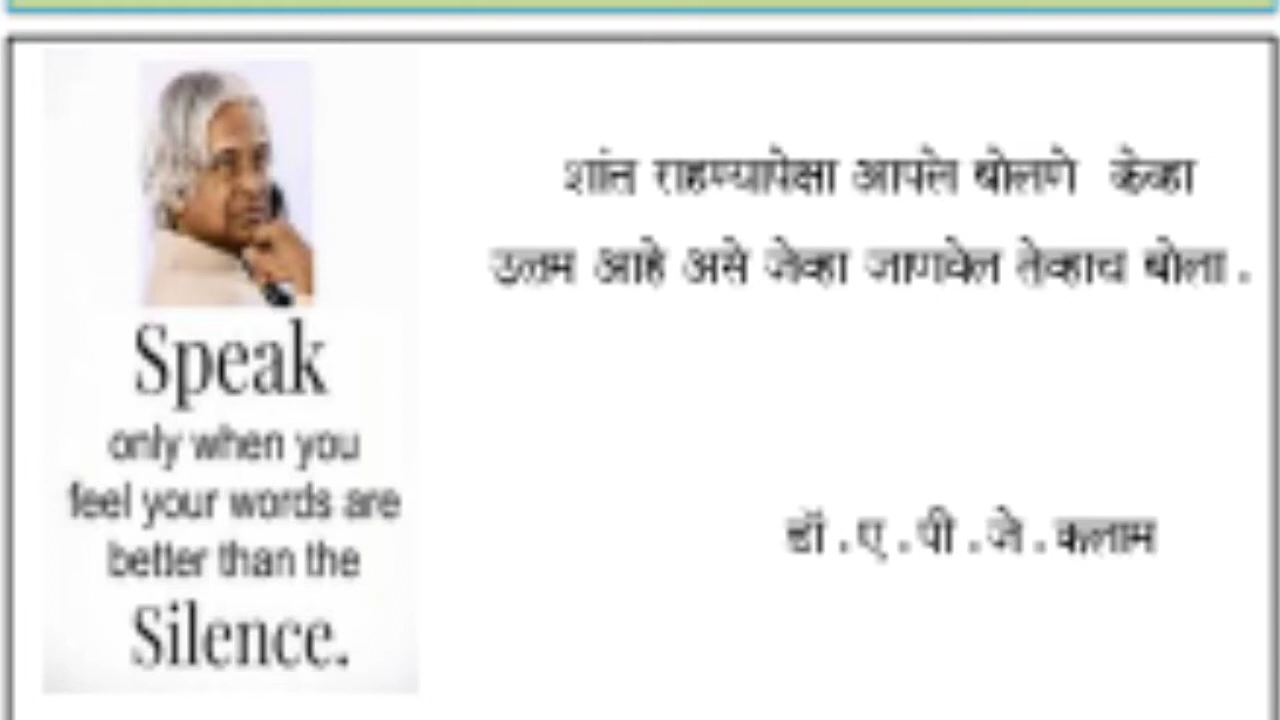 Speak
only when you
feel your words are
better than the
Silence.
शांत राहण्यापेक्षा आपले बोलणे केव्हा
उत्तम आहे असे जेव्हा जाणवेल तेव्हाच बोला .
डॉ .ए .पी .जे .कलाम